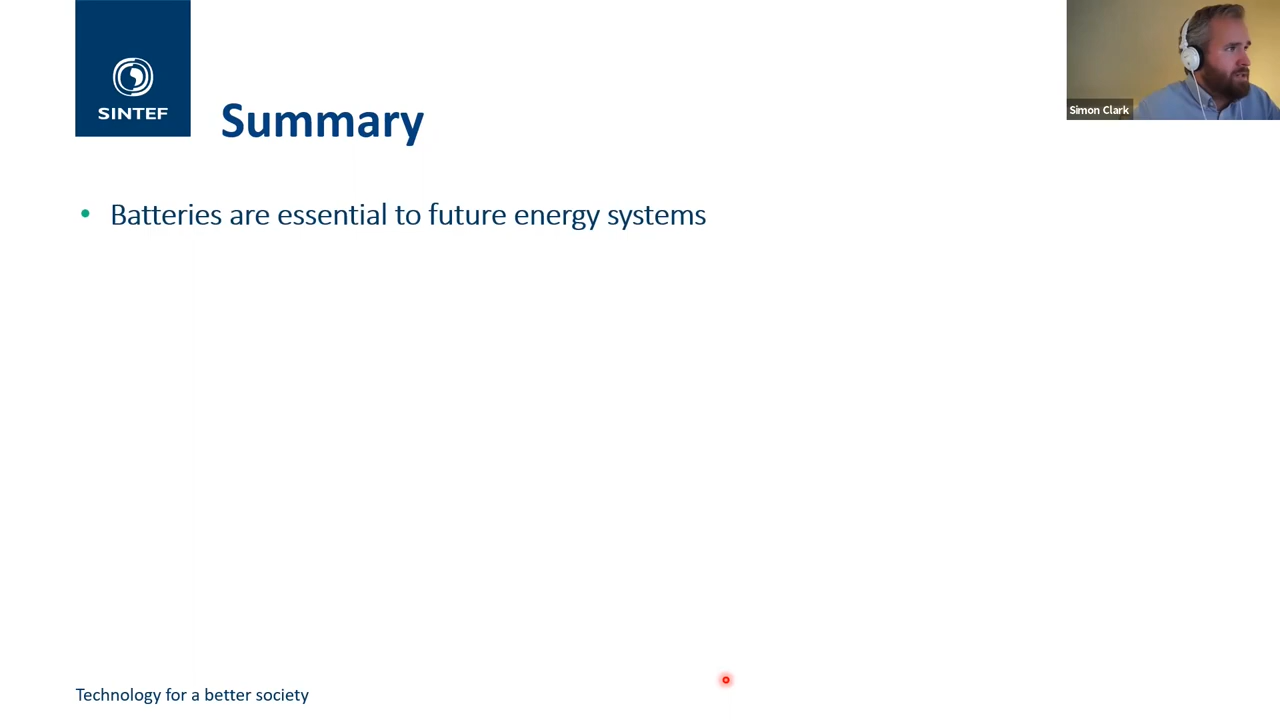 SINTEF
Summary
Simon Clark
• Batteries are essential to future energy systems
Technology for a better society